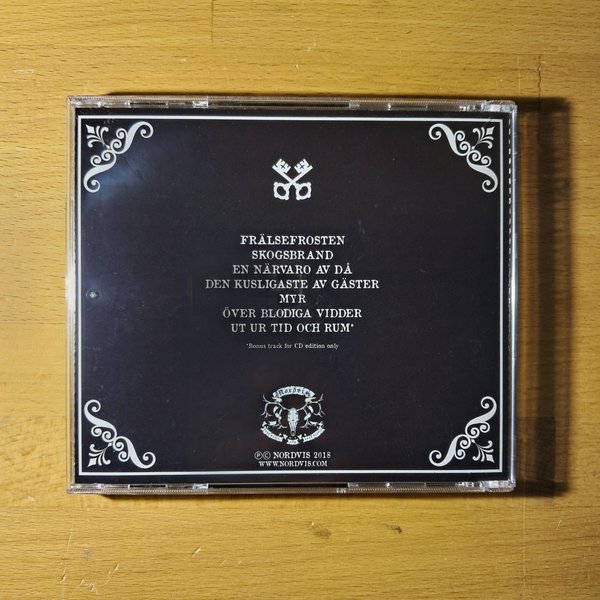 FRÄLSEFROSTEN
SKOGSBRAND
EN NÄRVARO AV DÅ
DEN KUSLIGASTE AV GÄSTER
MYR
ÖVER BLODIGA VIDDER
UT UR TID OCH RUM*
*Bonus track for CD edition only
Nordvis
℗© NORDVIS 2018
WWW.NORDVIS.COM